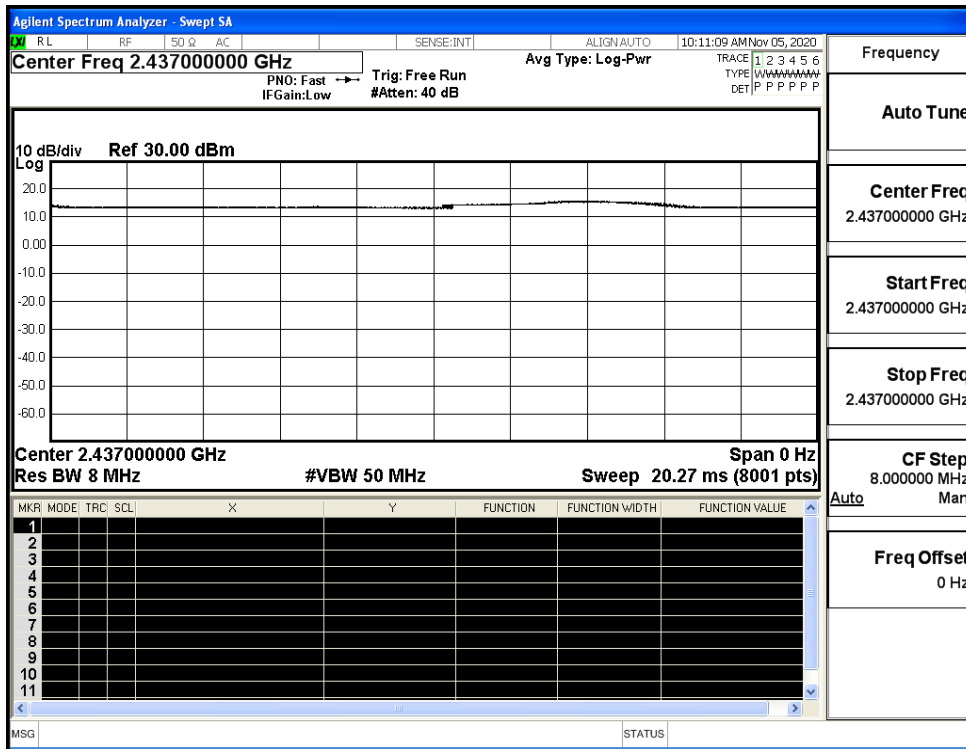 Agilent Spectrum Analyzer - Swept SA
LXI RL RF 50 Ω AC SENSE:INT ALIGN AUTO 10:11:09 AM Nov 05, 2020
Center Freq 2.437000000 GHz
PNO: Fast
IFGain:Low
Trig: Free Run
#Atten: 40 dB
Avg Type: Log-Pwr
TRACE 1 2 3 4 5 6
TYPE WWWWWW
DET P P P P P P
10 dB/div Ref 30.00 dBm
Log
20.0
10.0
0.00
-10.0
-20.0
-30.0
-40.0
-50.0
-60.0
Center 2.437000000 GHz Span 0 Hz
Res BW 8 MHz #VBW 50 MHz Sweep 20.27 ms (8001 pts)
MKR MODE TRC SCL X Y FUNCTION FUNCTION WIDTH FUNCTION VALUE
1
2
3
4
5
6
7
8
9
10
11
MSG STATUS
Frequency
Auto Tune
Center Freq
2.437000000 GHz
Start Freq
2.437000000 GHz
Stop Freq
2.437000000 GHz
CF Step
8.000000 MHz
Auto Man
Freq Offset
0 Hz